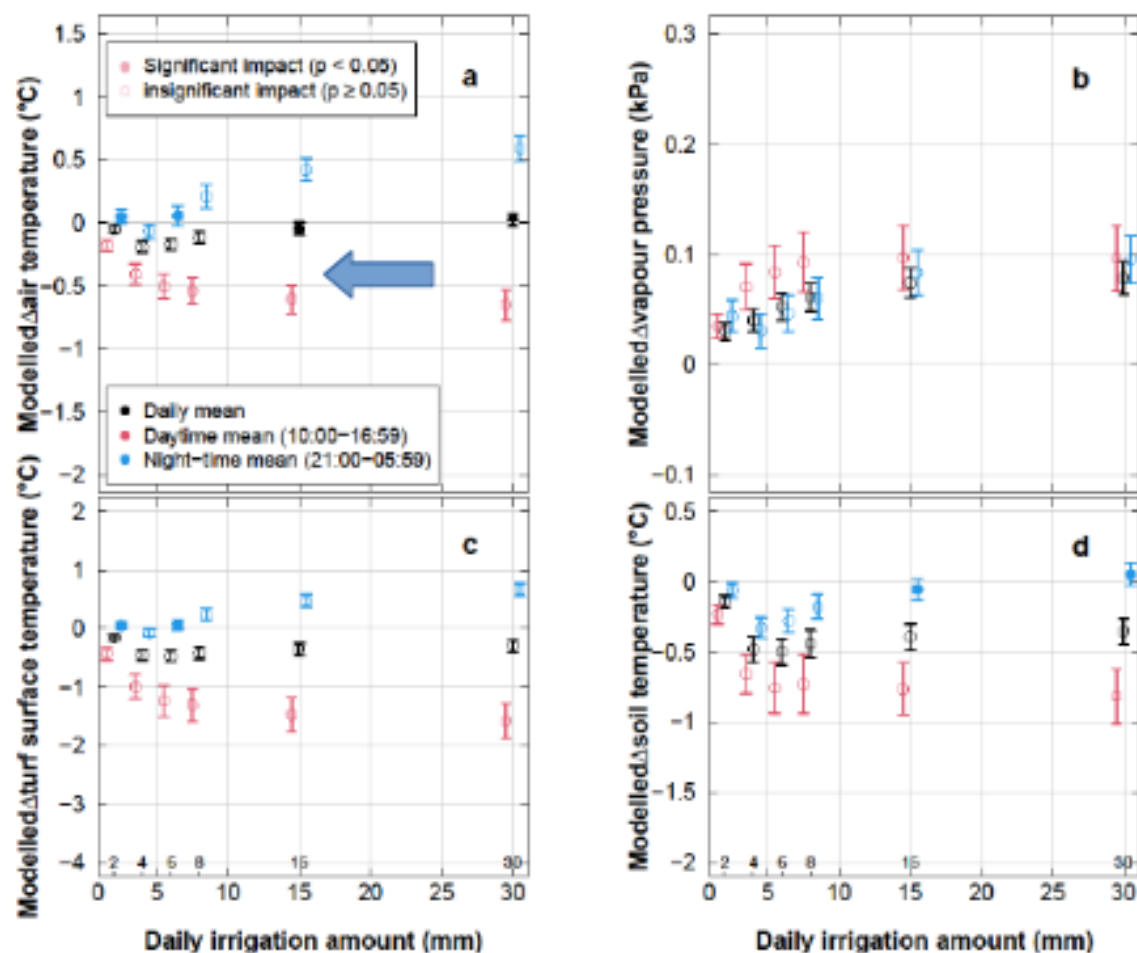 1.5
1
0.5
0
−0.5
−1
−1.5
−2
Modelled Δair temperature (°C)
Significant impact (p < 0.05)
insignificant impact (p ≥ 0.05)
a
Daily mean
Daytime mean (10:00−16:59)
Night−time mean (21:00−05:59)
0.3
0.2
0.1
0
−0.1
Modelled Δvapour pressure (kPa)
b
2
1
0
−1
−2
−3
−4
Modelled Δturf surface temperature (°C)
c
2 4 6 8 15 30
0 5 10 15 20 25 30
Daily irrigation amount (mm)
0.5
0
−0.5
−1
−1.5
−2
Modelled Δsoil temperature (°C)
d
2 4 6 8 15 30
0 5 10 15 20 25 30
Daily irrigation amount (mm)